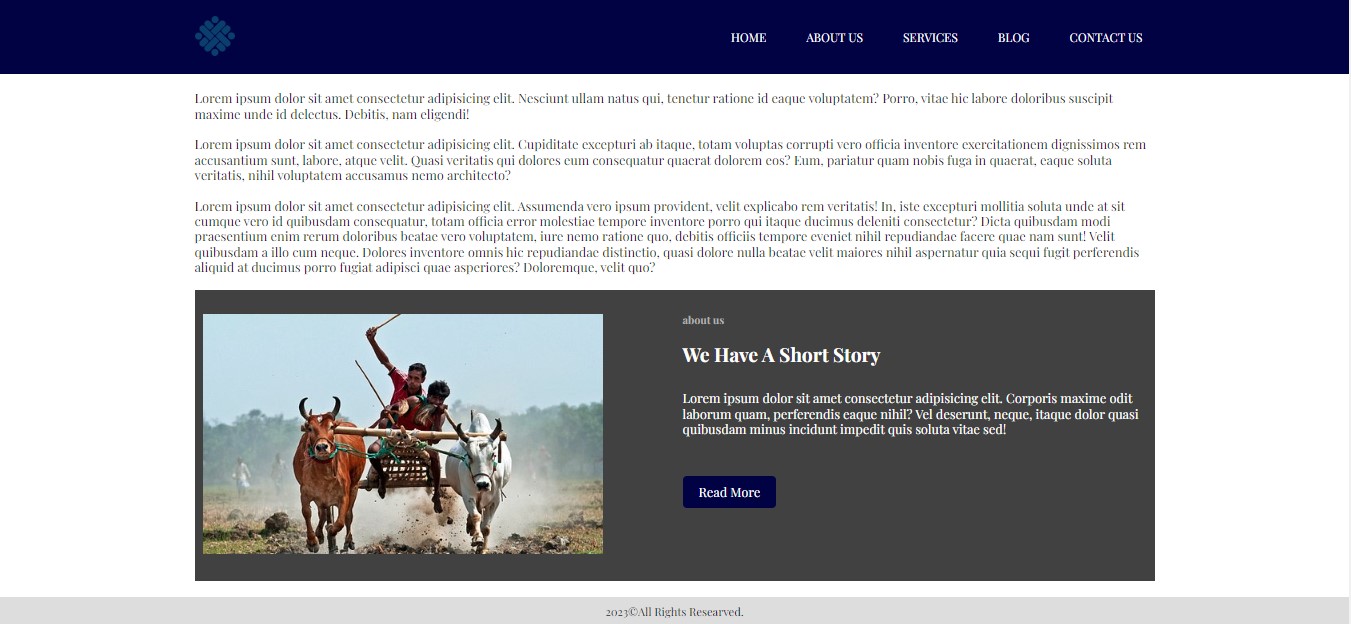 HOME ABOUT US SERVICES BLOG CONTACT US
Lorem ipsum dolor sit amet consectetur adipisicing elit. Nesciunt ullam natus qui, tenetur ratione id eaque voluptatem? Porro, vitae hic labore doloribus suscipit
maxime unde id delectus. Debitis, nam eligendi!
Lorem ipsum dolor sit amet consectetur adipisicing elit. Cupiditate excepturi ab itaque, totam voluptas corrupti vero officia inventore exercitationem dignissimos rem
accusantium sunt, labore, atque velit. Quasi veritatis qui dolores eum consequatur quaerat dolorem eos? Eum, pariatur quam nobis fuga in quaerat, eaque soluta
veritatis, nihil voluptatem accusamus nemo architecto?
Lorem ipsum dolor sit amet consectetur adipisicing elit. Assumenda vero ipsum provident, velit explicabo rem veritatis! In, iste excepturi mollitia soluta unde at sit
cumque vero id quibusdam consequatur, totam officia error molestiae tempore inventore porro qui itaque ducimus deleniti consectetur? Dicta quibusdam modi
praesentium enim rerum doloribus beatae vero voluptatem, iure nemo ratione quo, debitis officiis tempore eveniet nihil repudiandae facere quae nam sunt! Velit
quibusdam a illo cum neque. Dolores inventore omnis hic repudiandae distinctio, quasi dolore nulla beatae velit maiores nihil aspernatur quia sequi fugit perferendis
aliquid at ducimus porro fugiat adipisci quae asperiores? Doloremque, velit quo?
about us
We Have A Short Story
Lorem ipsum dolor sit amet consectetur adipisicing elit. Corporis maxime odit
laborum quam, perferendis eaque nihil? Vel deserunt, neque, itaque dolor quasi
quibusdam minus incidunt impedit quis soluta vitae sed!
Read More
2023©All Rights Researved.